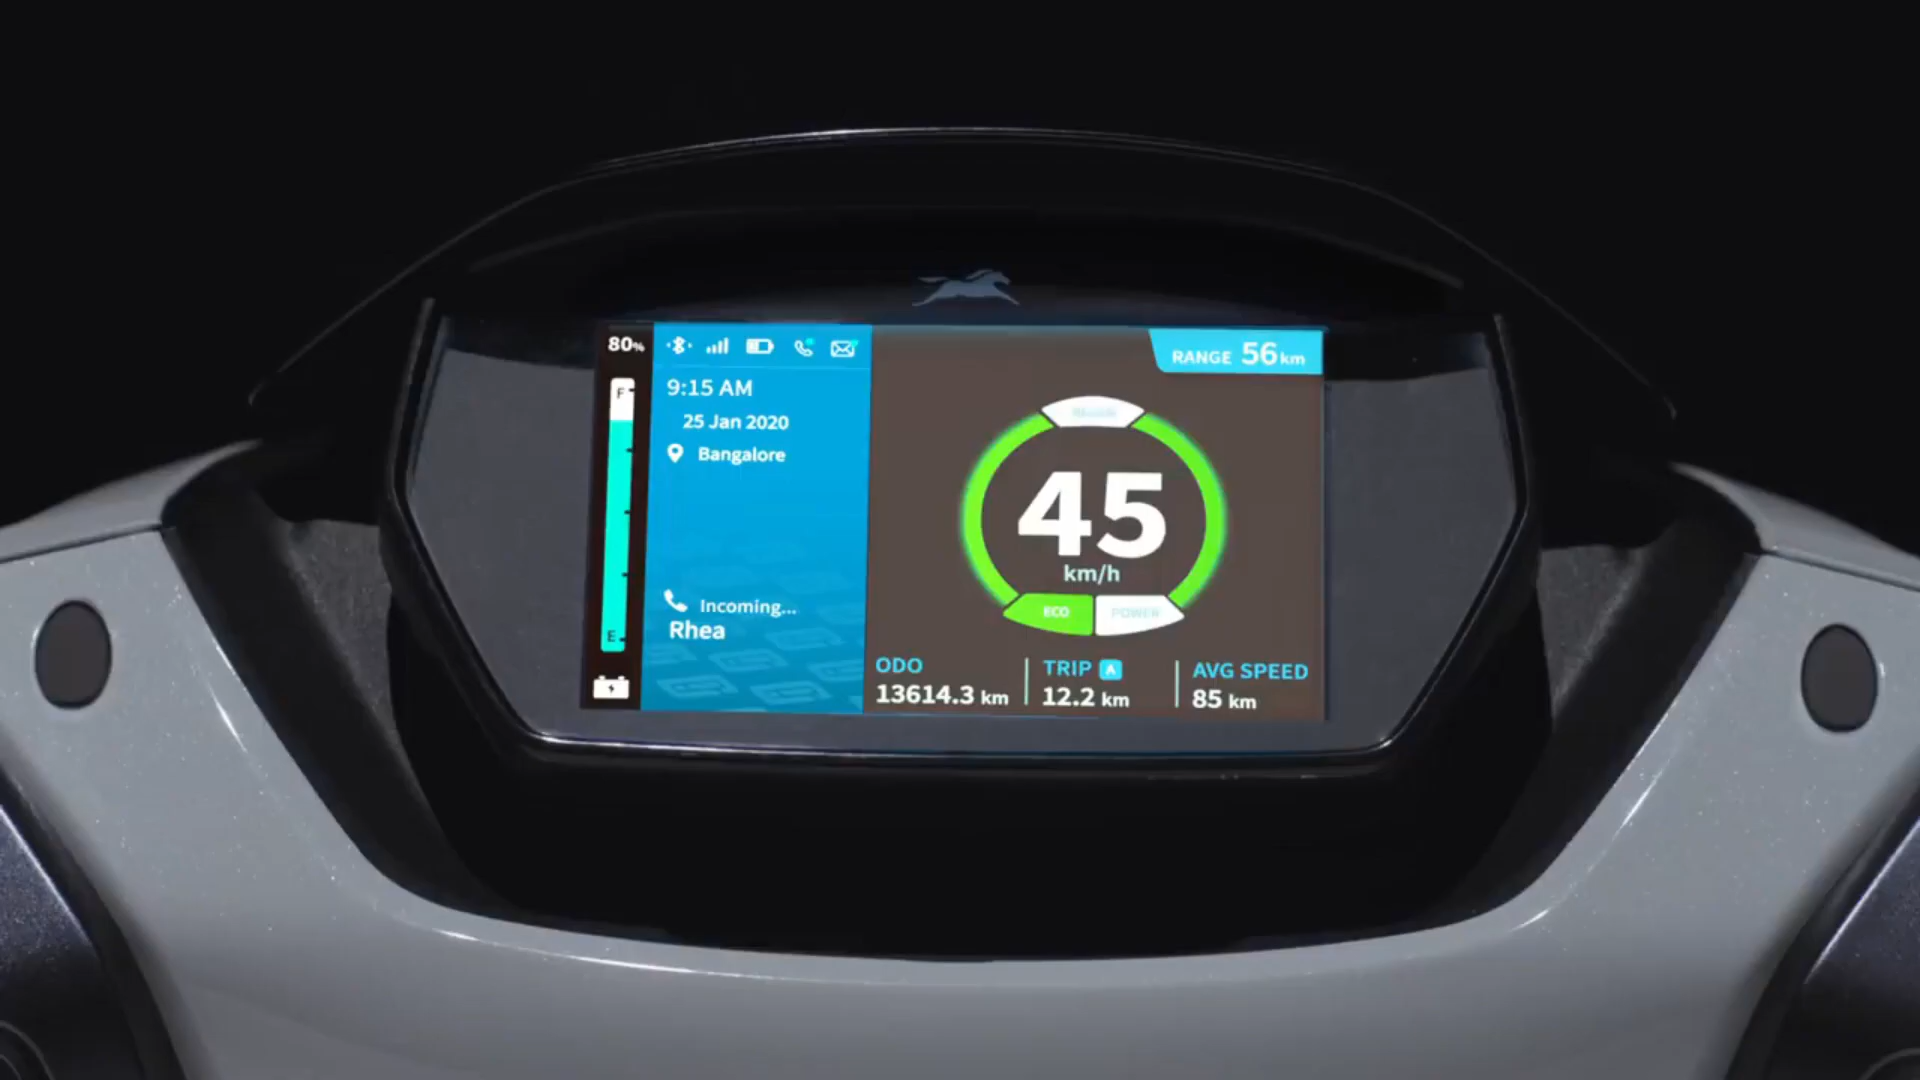 80%
F
E
9:15 AM
25 Jan 2020
Bangalore
Incoming...
Rhea
RANGE 56 km
45
km/h
ECO POWER
ODO
13614.3 km
TRIP A
12.2 km
AVG SPEED
85 km